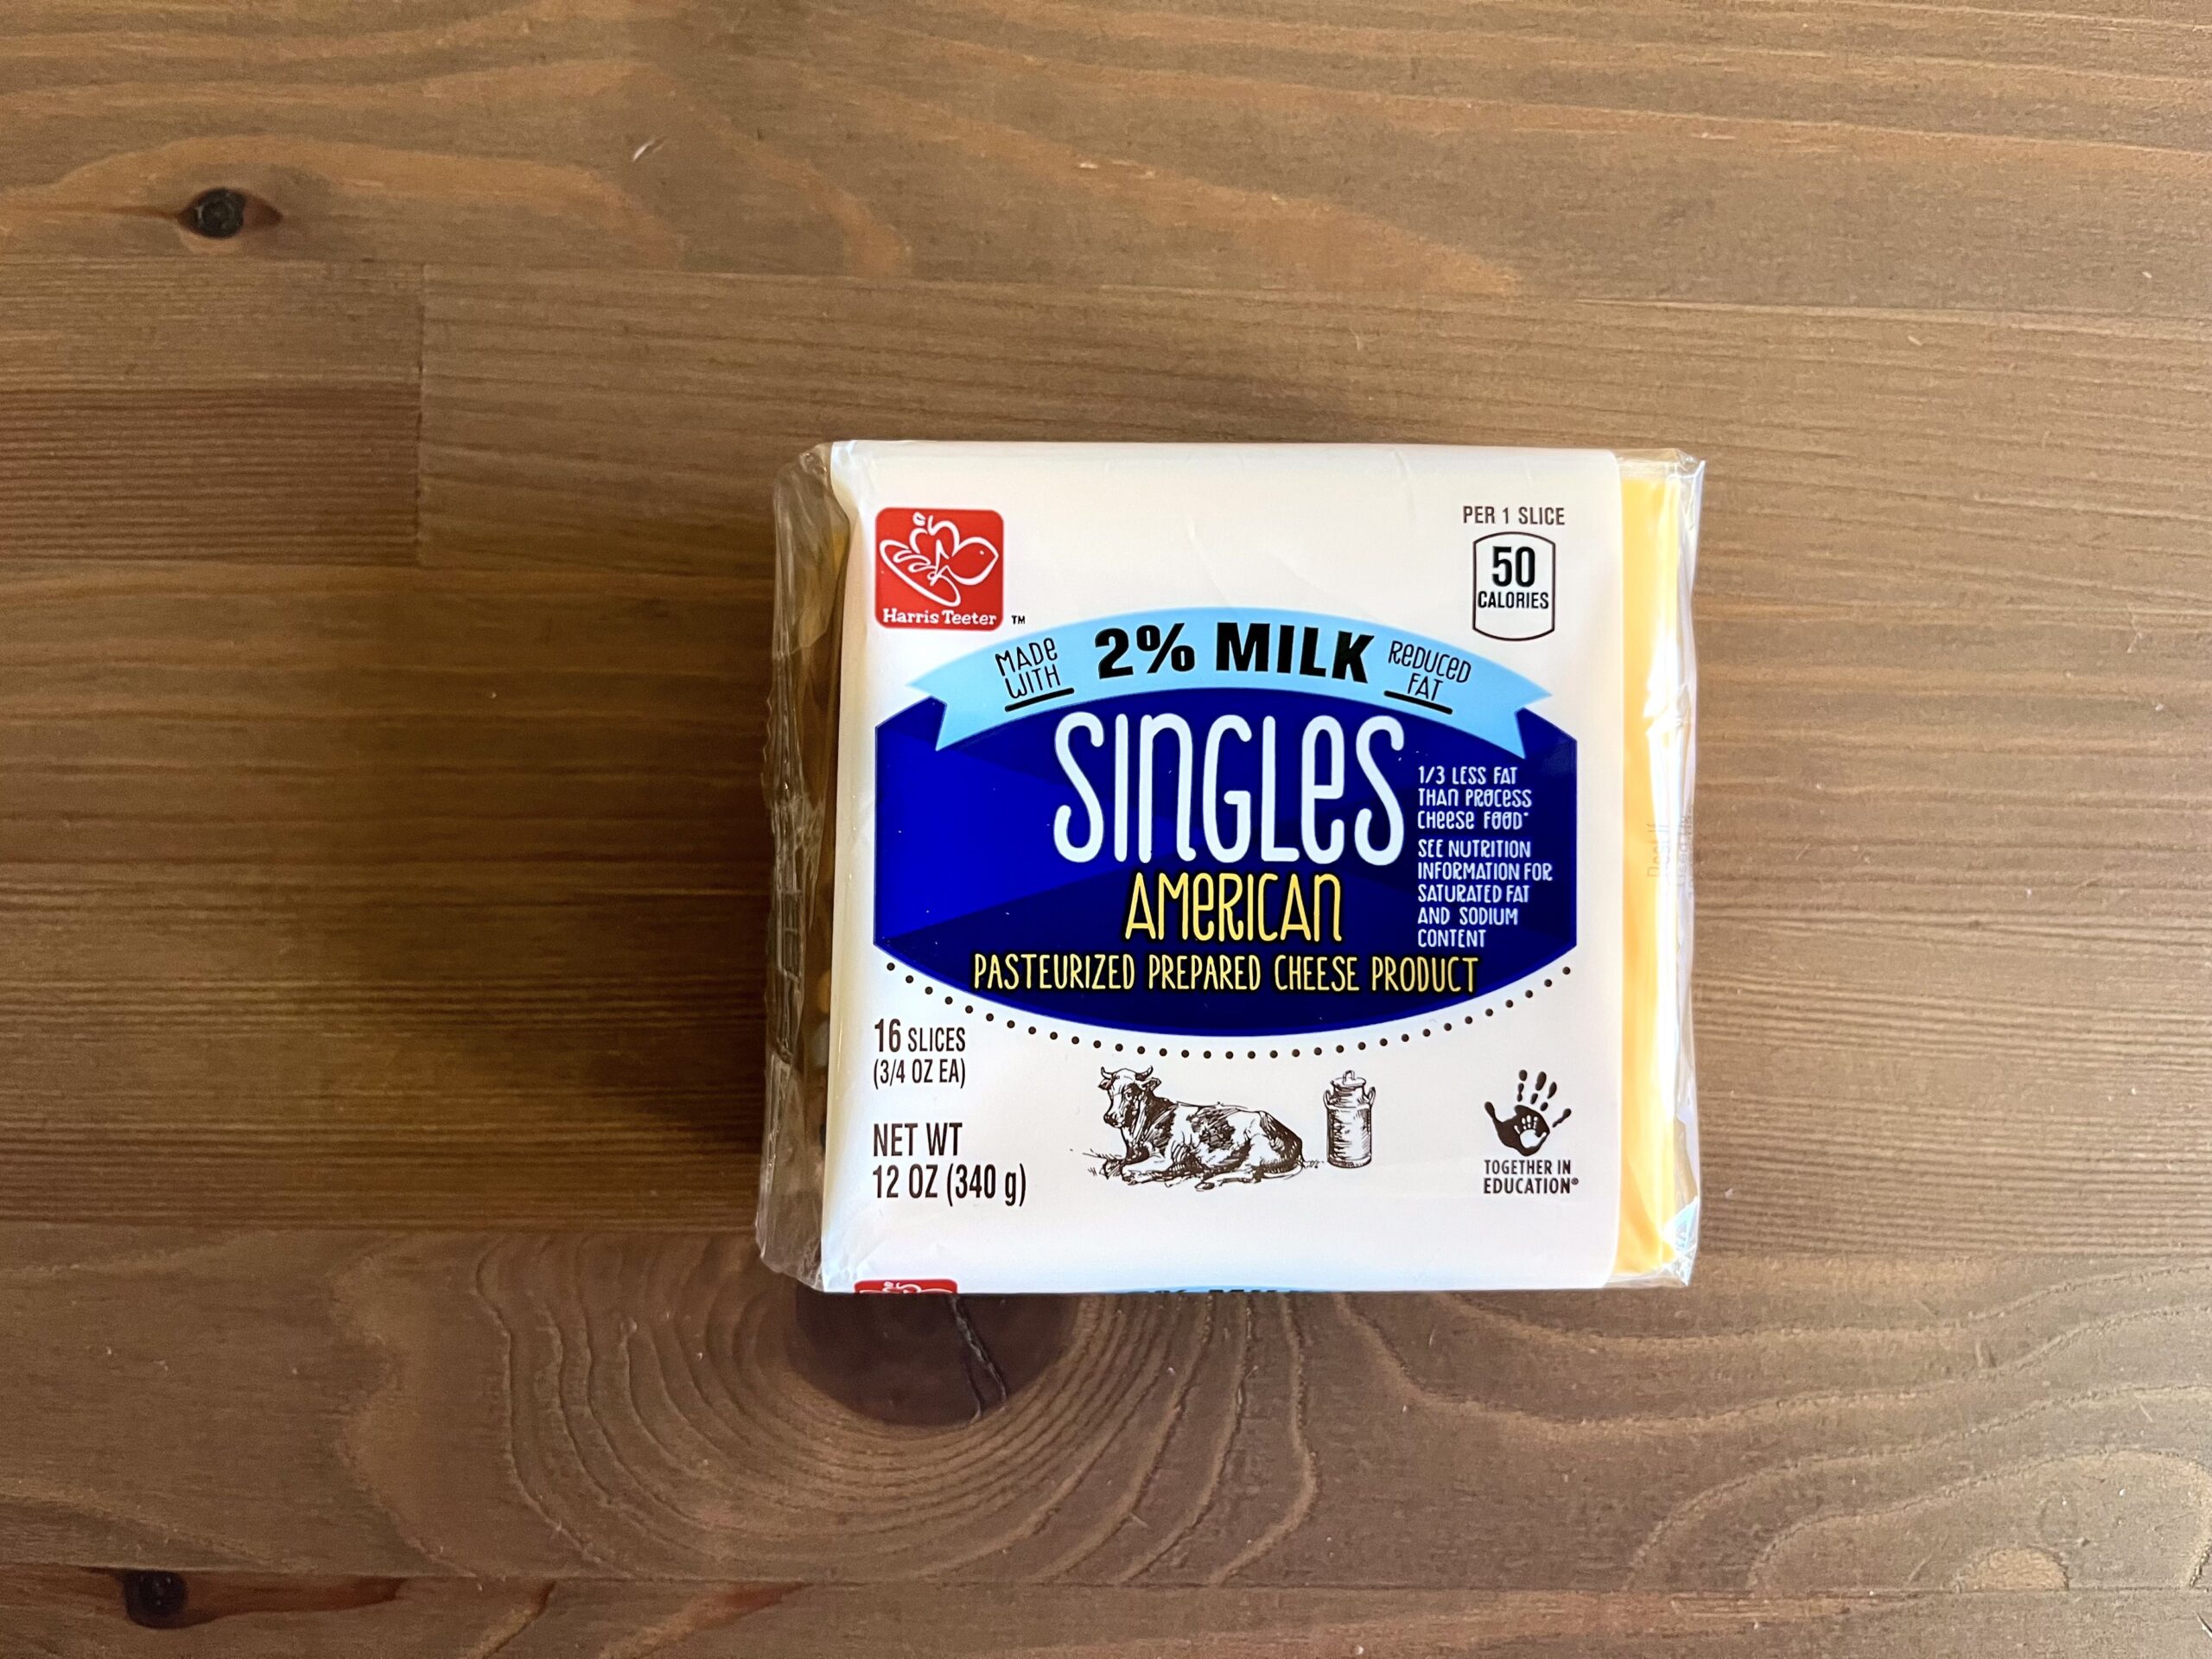 Harris Teeter ™
PER 1 SLICE
50
CALORIES
MADE
WITH
2% MILK
REDUCED
FAT
SINGLES
AMERICAN
PASTEURIZED PREPARED CHEESE PRODUCT
1/3 LESS FAT
THAN PROCESS
CHEESE FOOD*
SEE NUTRITION
INFORMATION FOR
SATURATED FAT
AND SODIUM
CONTENT
16 SLICES
(3/4 OZ EA)
NET WT
12 OZ (340 g)
TOGETHER IN
EDUCATION®